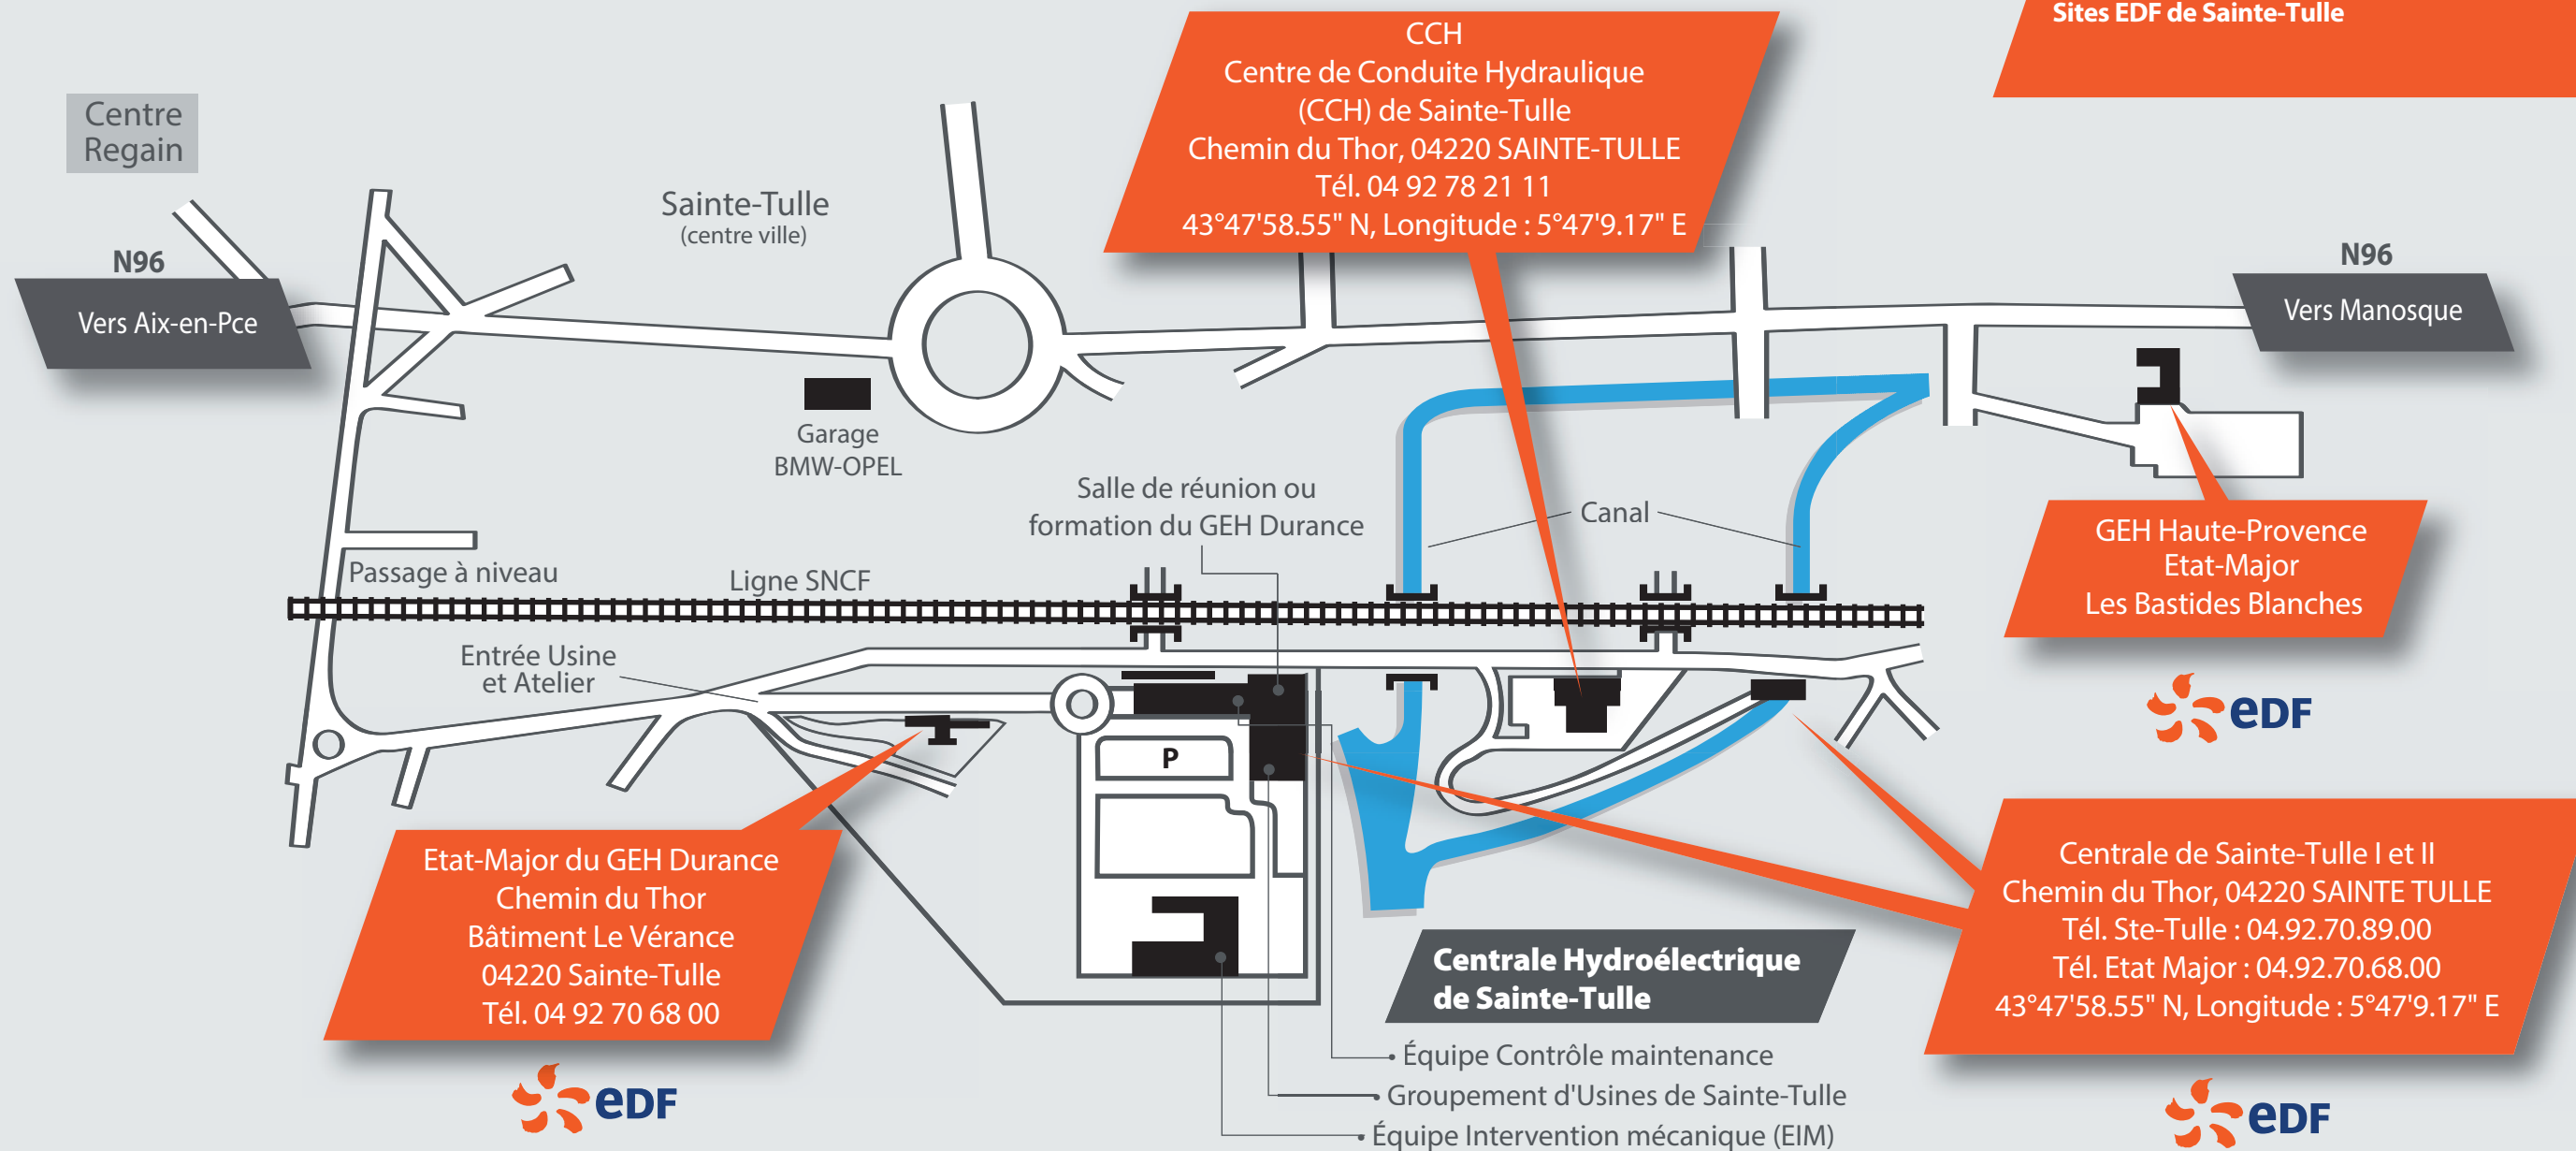 Sites EDF de Sainte-Tulle
CCH
Centre de Conduite Hydraulique
(CCH) de Sainte-Tulle
Chemin du Thor, 04220 SAINTE-TULLE
Tél. 04 92 78 21 11
43°47'58.55" N, Longitude : 5°47'9.17" E
Centre
Regain
Sainte-Tulle
(centre ville)
N96
Vers Aix-en-Pce
N96
Vers Manosque
Garage
BMW-OPEL
Salle de réunion ou
formation du GEH Durance
Canal
GEH Haute-Provence
Etat-Major
Les Bastides Blanches
eDF
Passage à niveau
Ligne SNCF
Entrée Usine
et Atelier
P
Etat-Major du GEH Durance
Chemin du Thor
Bâtiment Le Vérance
04220 Sainte-Tulle
Tél. 04 92 70 68 00
eDF
Centrale de Sainte-Tulle I et II
Chemin du Thor, 04220 SAINTE TULLE
Tél. Ste-Tulle : 04.92.70.89.00
Tél. Etat Major : 04.92.70.68.00
43°47'58.55" N, Longitude : 5°47'9.17" E
eDF
Centrale Hydroélectrique
de Sainte-Tulle
• Équipe Contrôle maintenance
• Groupement d'Usines de Sainte-Tulle
• Équipe Intervention mécanique (EIM)